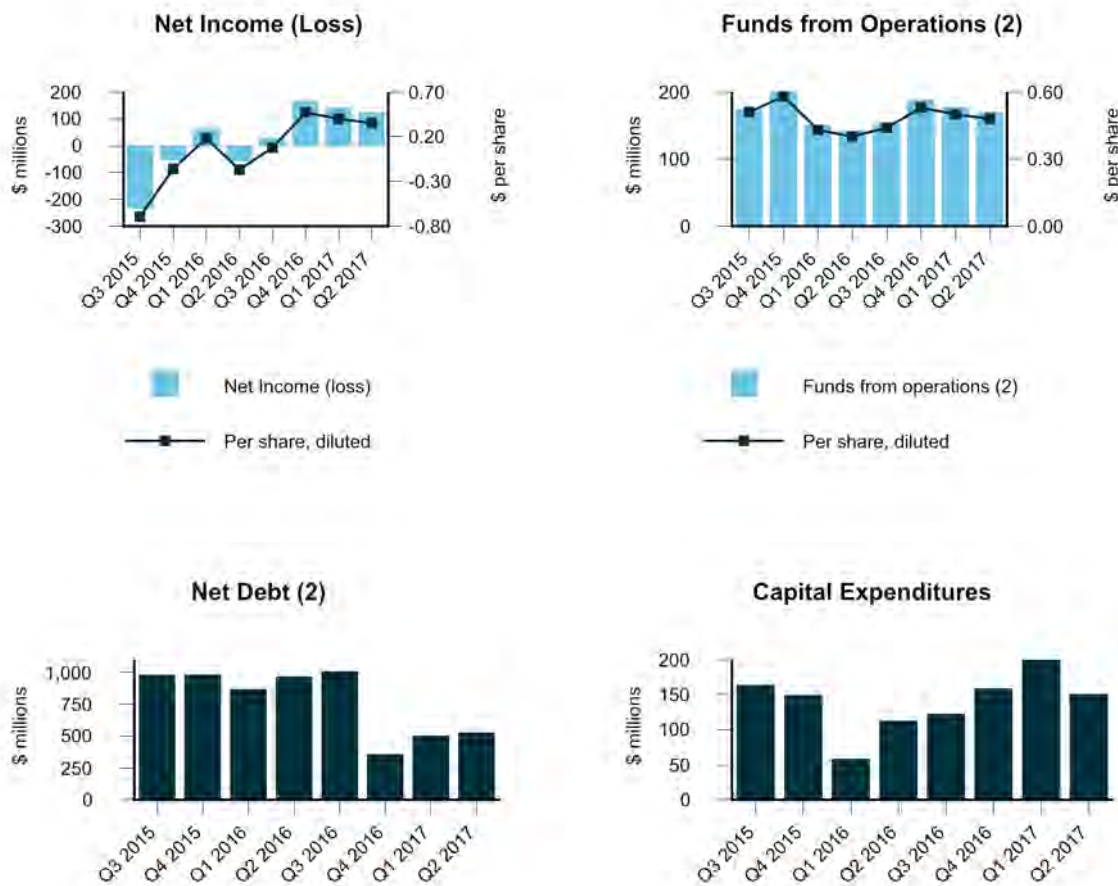 Net Income (Loss)
$ millions
200
100
0
-100
-200
-300
0.70
0.20
-0.30
-0.80
$ per share
Q3 2015
Q4 2015
Q1 2016
Q2 2016
Q3 2016
Q4 2016
Q1 2017
Q2 2017
Net Income (loss)
Per share, diluted
Funds from Operations (2)
$ millions
200
100
0
0.60
0.30
0.00
$ per share
Q3 2015
Q4 2015
Q1 2016
Q2 2016
Q3 2016
Q4 2016
Q1 2017
Q2 2017
Funds from operations (2)
Per share, diluted
Net Debt (2)
$ millions
1,000
750
500
250
0
Q3 2015
Q4 2015
Q1 2016
Q2 2016
Q3 2016
Q4 2016
Q1 2017
Q2 2017
Capital Expenditures
$ millions
200
150
100
50
0
Q3 2015
Q4 2015
Q1 2016
Q2 2016
Q3 2016
Q4 2016
Q1 2017
Q2 2017